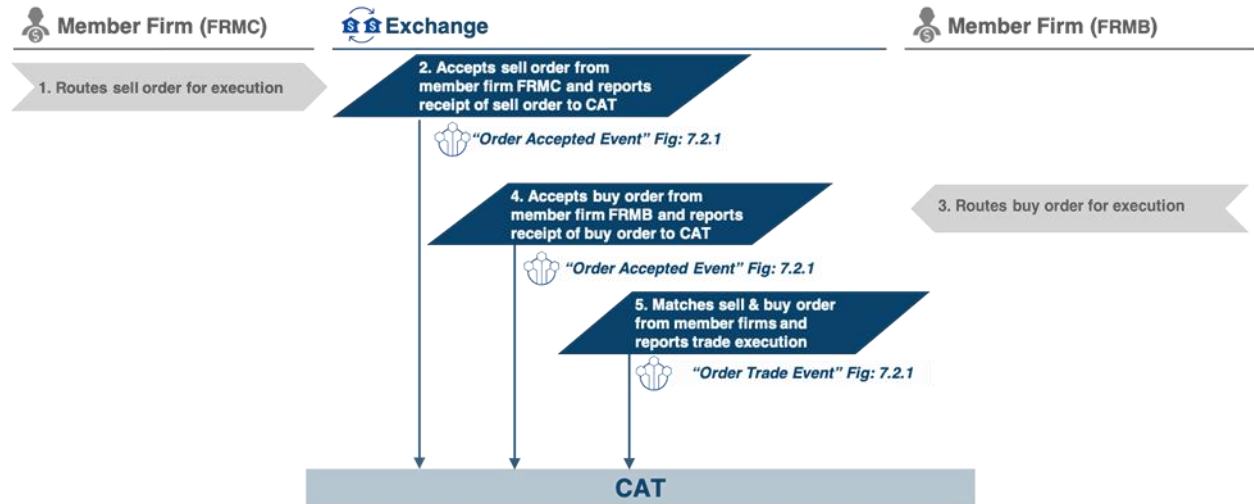 Member Firm (FRMC)
Exchange
Member Firm (FRMB)
1. Routes sell order for execution
2. Accepts sell order from
member firm FRMC and reports
receipt of sell order to CAT
"Order Accepted Event" Fig: 7.2.1
3. Routes buy order for execution
4. Accepts buy order from
member firm FRMB and reports
receipt of buy order to CAT
"Order Accepted Event" Fig: 7.2.1
5. Matches sell & buy order
from member firms and
reports trade execution
"Order Trade Event" Fig: 7.2.1
CAT